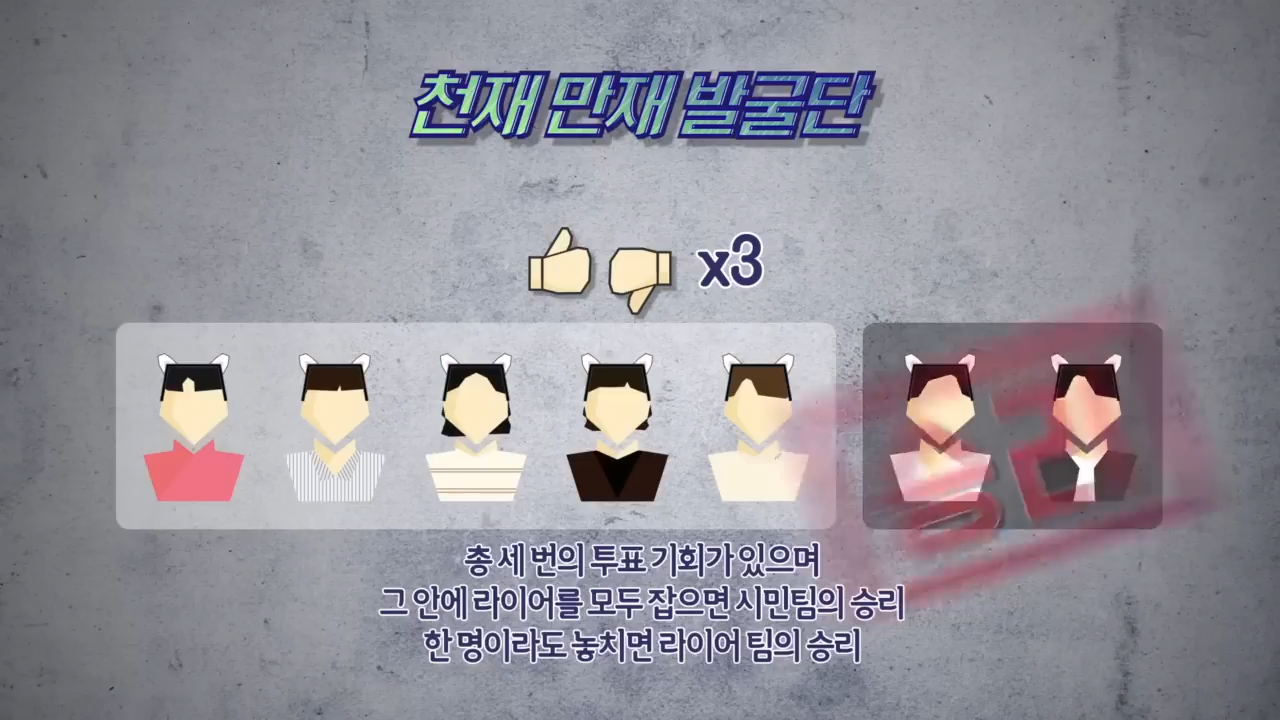 천재 만재 발굴단
x3
총 세 번의 투표 기회가 있으며
그 안에 라이어를 모두 잡으면 시민팀의 승리
한 명이라도 놓치면 라이어 팀의 승리